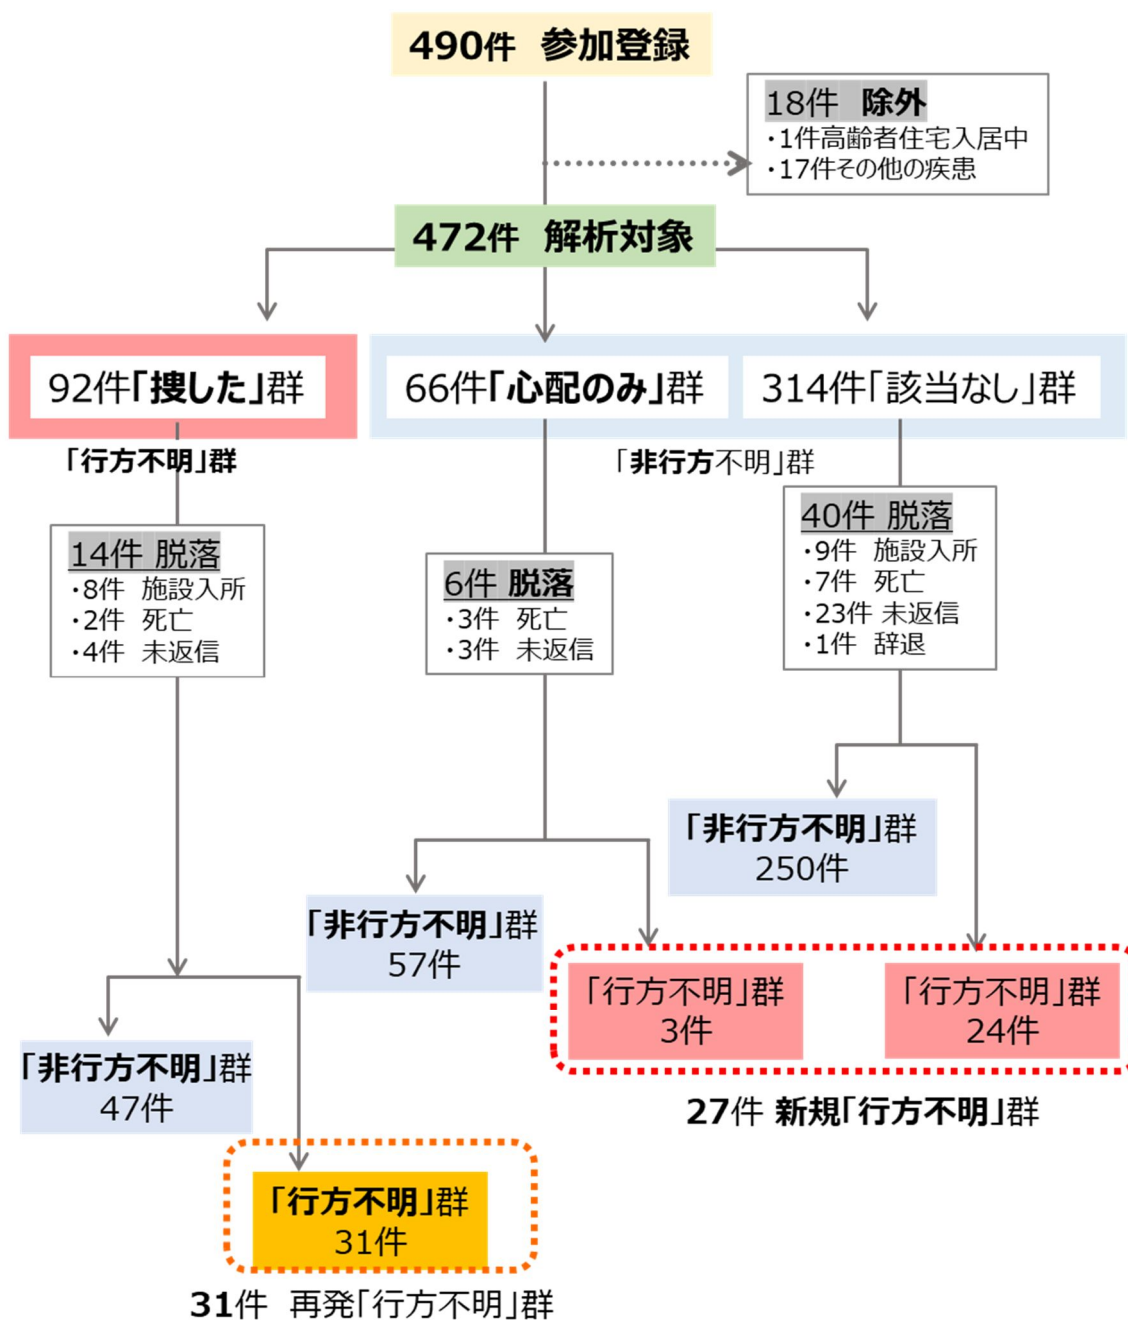 490件 参加登録
18件 除外
・1件高齢者住宅入居中
・17件その他の疾患
472件 解析対象
92件「捜した」群
66件「心配のみ」群
314件「該当なし」群
「行方不明」群
「非行方不明」群
14件 脱落
・8件 施設入所
・2件 死亡
・4件 未返信
6件 脱落
・3件 死亡
・3件 未返信
40件 脱落
・9件 施設入所
・7件 死亡
・23件 未返信
・1件 辞退
「非行方不明」群
250件
「非行方不明」群
57件
「行方不明」群
3件
「行方不明」群
24件
「非行方不明」群
47件
27件 新規「行方不明」群
「行方不明」群
31件
31件 再発「行方不明」群